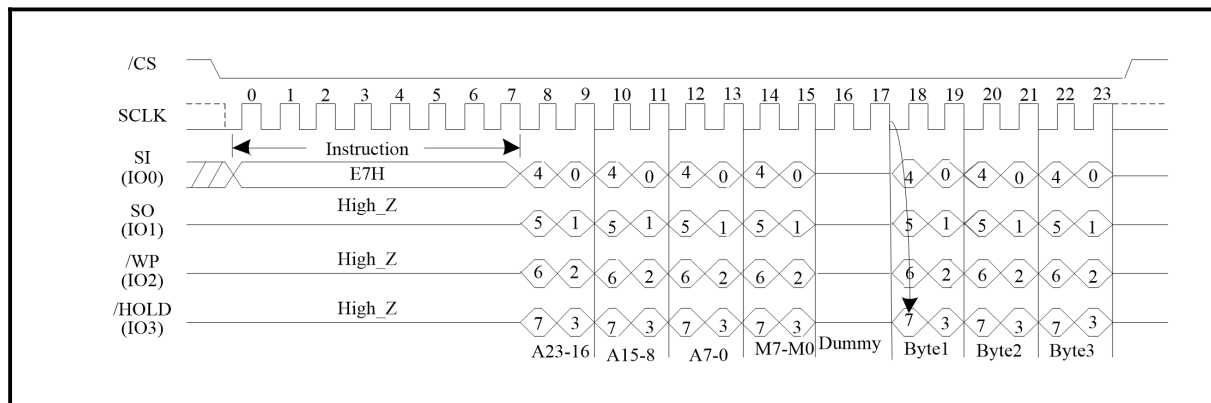 /CS
0 1 2 3 4 5 6 7 8 9 10 11 12 13 14 15 16 17 18 19 20 21 22 23
SCLK
Instruction
SI
(IO0)
E7H
4 0 4 0 4 0 4 0 4 0 4 0 4 0
SO
(IO1)
High_Z
5 1 5 1 5 1 5 1 5 1 5 1 5 1
/WP
(IO2)
High_Z
6 2 6 2 6 2 6 2 6 2 6 2 6 2
/HOLD
(IO3)
High_Z
7 3 7 3 7 3 7 3 7 3 7 3 7 3
A23-16 A15-8 A7-0 M7-M0 Dummy Byte1 Byte2 Byte3